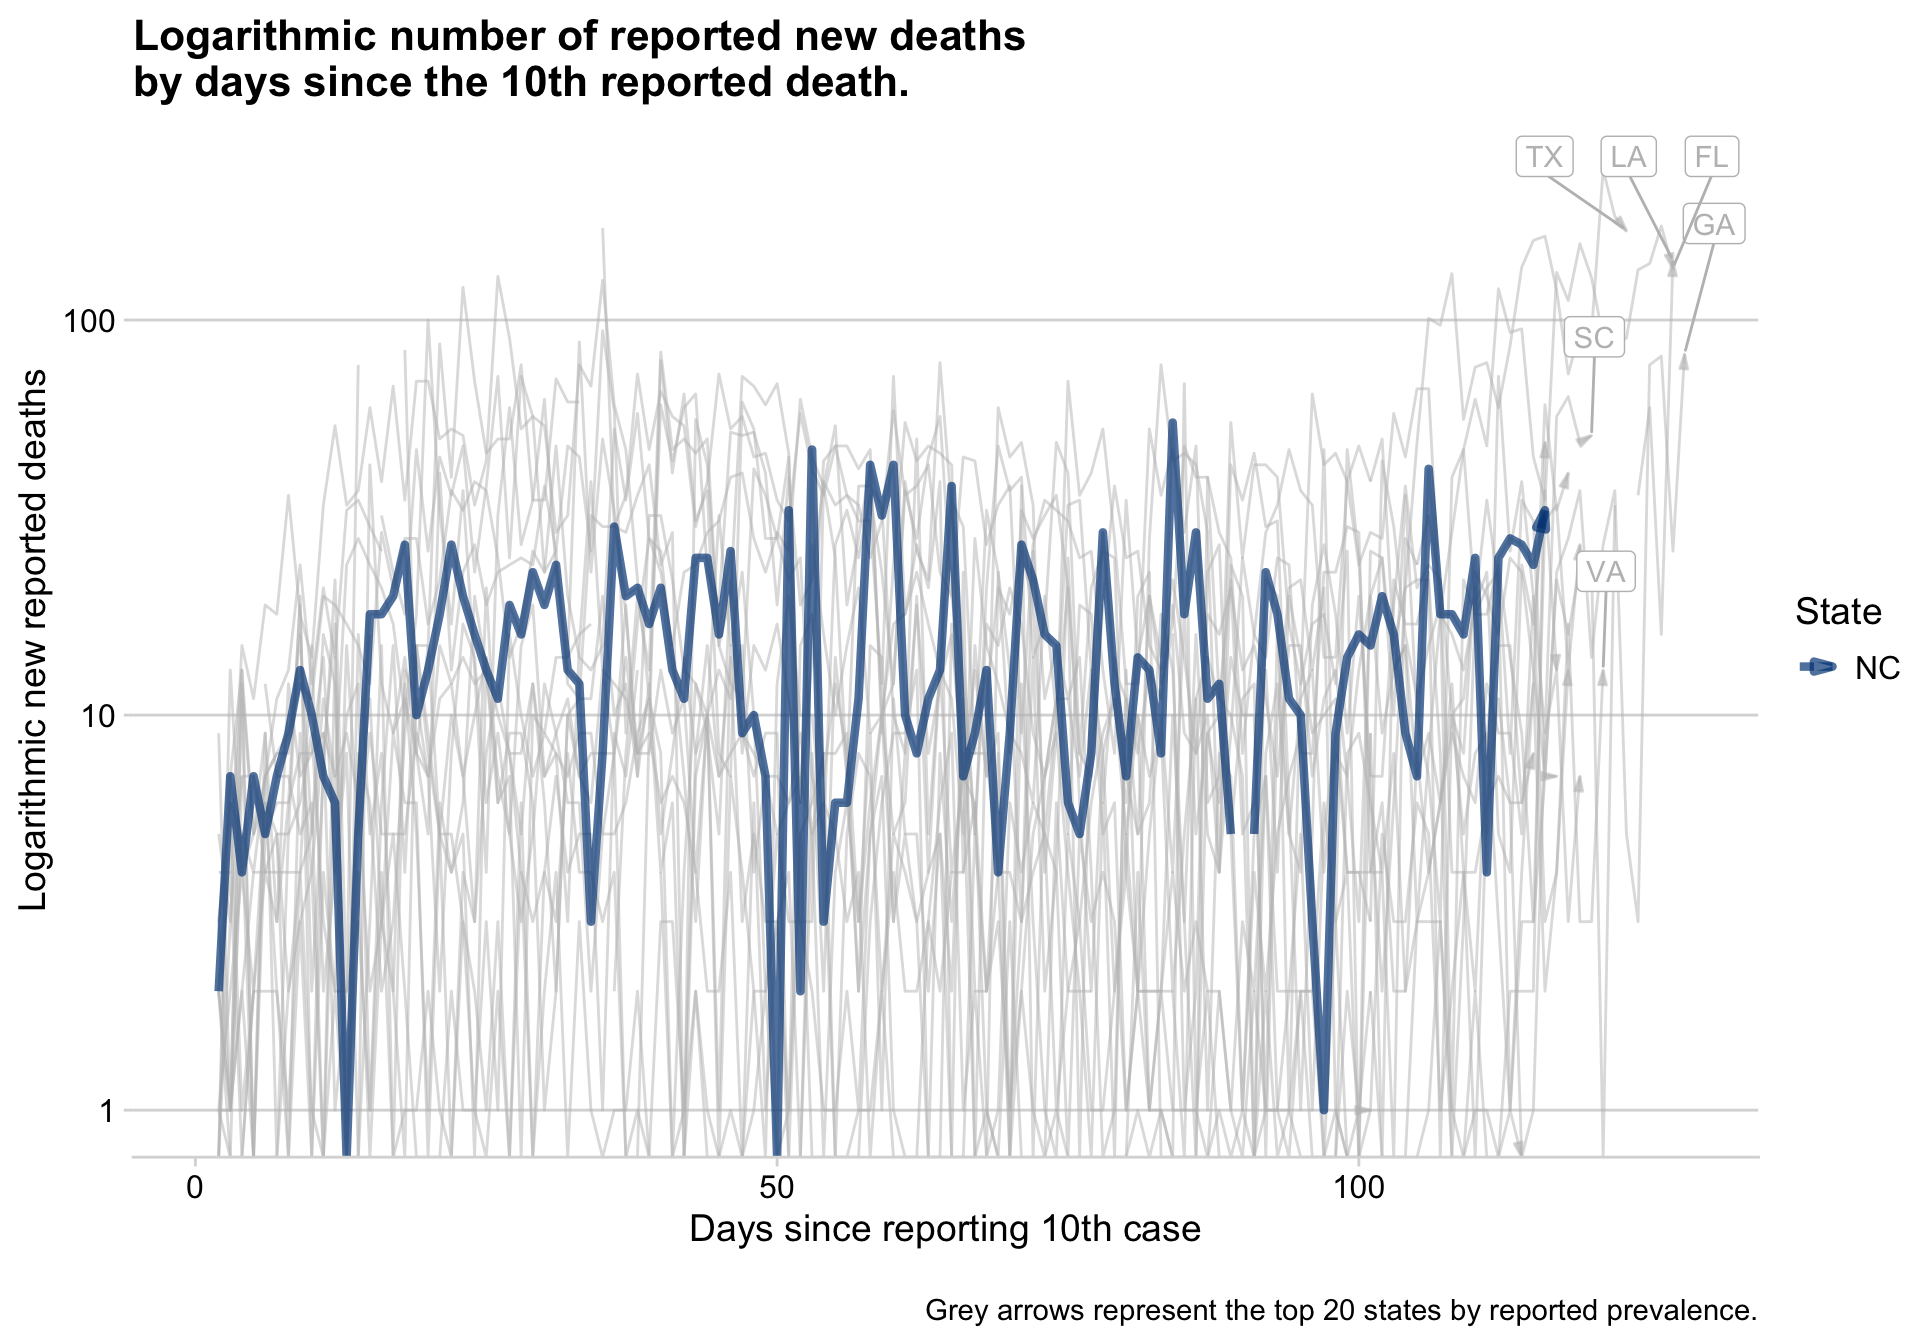 Logarithmic number of reported new deaths
by days since the 10th reported death.
TX LA FL
GA
100
SC
Logarithmic new reported deaths
VA
State
NC
10
1
0 50 100
Days since reporting 10th case
Grey arrows represent the top 20 states by reported prevalence.